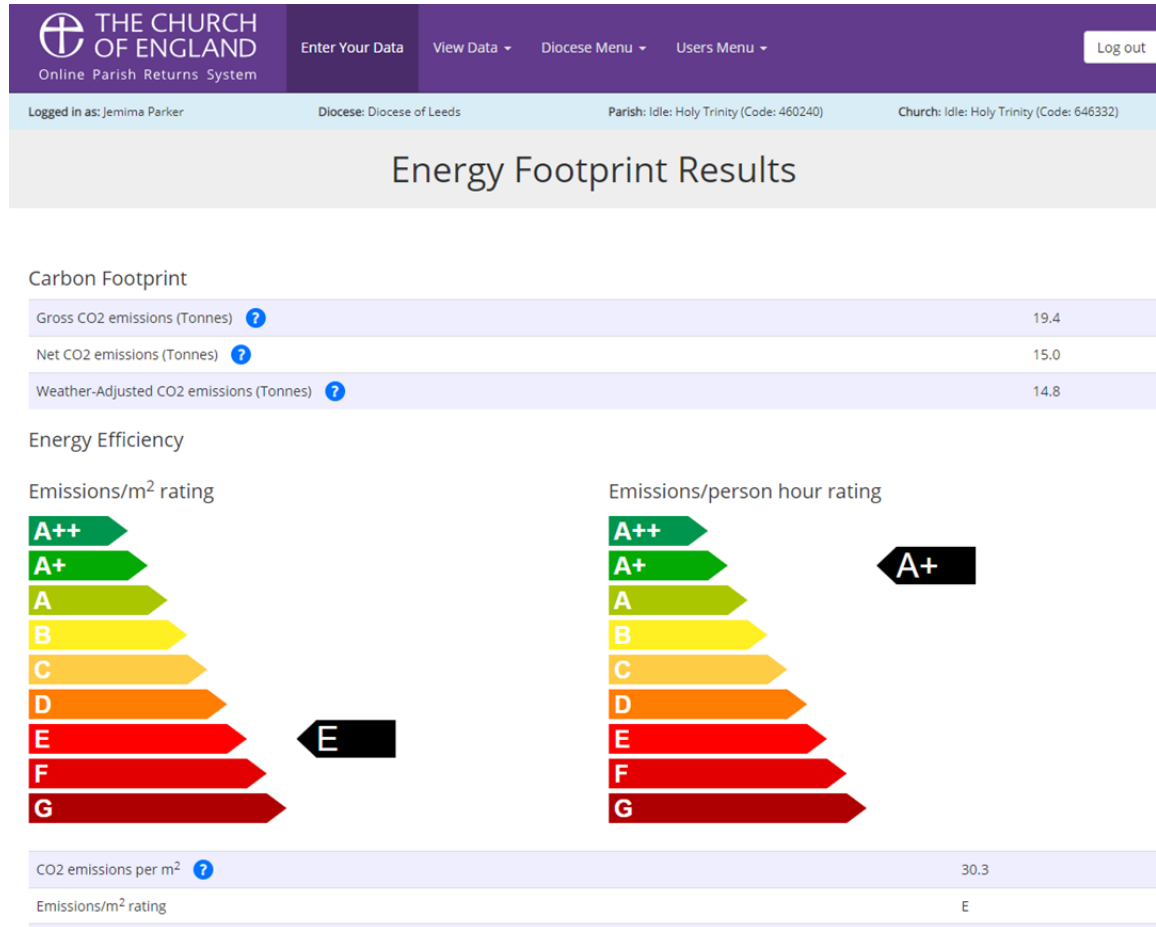 THE CHURCH
OF ENGLAND
Online Parish Returns System
Enter Your Data
View Data
Diocese Menu
Users Menu
Log out
Logged in as: Jemima Parker
Diocese: Diocese of Leeds
Parish: Idle: Holy Trinity (Code: 460240)
Church: Idle: Holy Trinity (Code: 646332)
Energy Footprint Results
Carbon Footprint
Gross CO2 emissions (Tonnes) ? 19.4
Net CO2 emissions (Tonnes) ? 15.0
Weather-Adjusted CO2 emissions (Tonnes) ? 14.8
Energy Efficiency
Emissions/m² rating
A++
A+
A
B
C
D
E
F
G
E
Emissions/person hour rating
A++
A+
A
B
C
D
E
F
G
A+
CO2 emissions per m² ? 30.3
Emissions/m² rating E